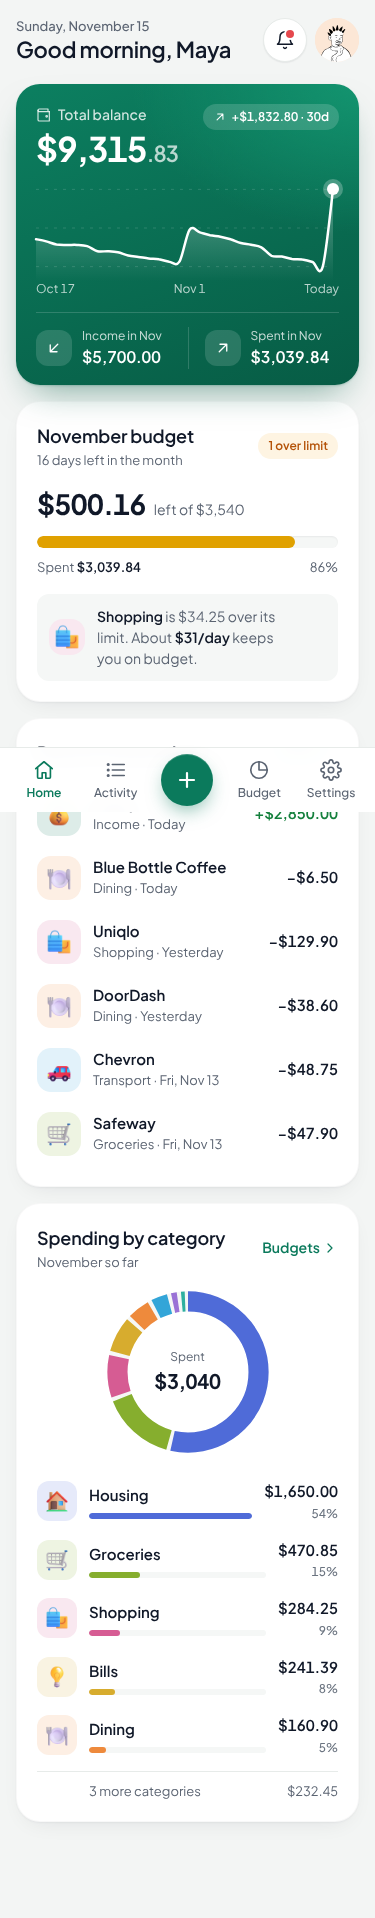 Sunday, November 15
Good morning, Maya
Total balance
+$1,832.80 · 30d
$9,315.83
Oct 17 Nov 1 Today
Income in Nov
$5,700.00
Spent in Nov
$3,039.84
November budget
16 days left in the month
1 over limit
$500.16 left of $3,540
Spent $3,039.84 86%
Shopping is $34.25 over its
limit. About $31/day keeps
you on budget.
Home
Activity
Budget
Settings
+$2,850.00
Income · Today
Blue Bottle Coffee
Dining · Today
−$6.50
Uniqlo
Shopping · Yesterday
−$129.90
DoorDash
Dining · Yesterday
−$38.60
Chevron
Transport · Fri, Nov 13
−$48.75
Safeway
Groceries · Fri, Nov 13
−$47.90
Spending by category
November so far
Budgets
Spent
$3,040
Housing
$1,650.00
54%
Groceries
$470.85
15%
Shopping
$284.25
9%
Bills
$241.39
8%
Dining
$160.90
5%
3 more categories $232.45